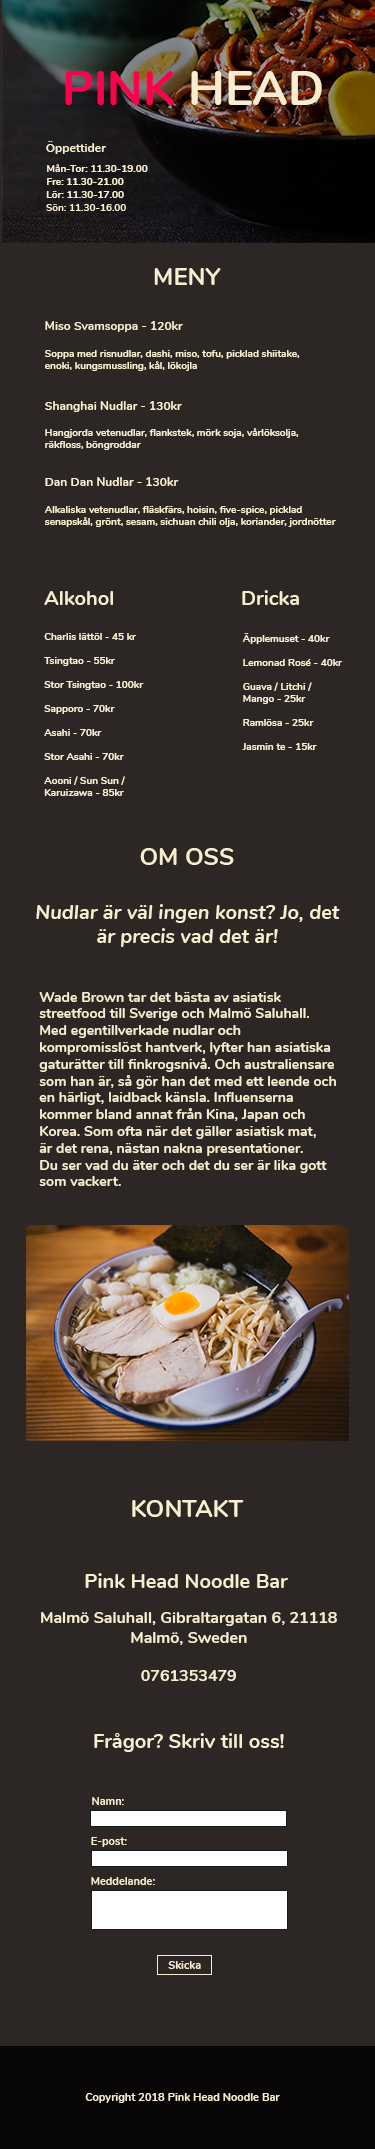 PINK HEAD
Öppettider
Mån-Tor: 11.30-19.00
Fre: 11.30-21.00
Lör: 11.30-17.00
Sön: 11.30-16.00
MENY
Miso Svamsoppa - 120kr
Soppa med risnudlar, dashi, miso, tofu, picklad shiitake,
enoki, kungsmussling, kål, lökojla
Shanghai Nudlar - 130kr
Hangjorda vetenudlar, flankstek, mörk soja, vårlöksolja,
räkfloss, böngroddar
Dan Dan Nudlar - 130kr
Alkaliska vetenudlar, fläskfärs, hoisin, five-spice, picklad
senapskål, grönt, sesam, sichuan chili olja, koriander, jordnötter
Alkohol
Charlis lättöl - 45 kr
Tsingtao - 55kr
Stor Tsingtao - 100kr
Sapporo - 70kr
Asahi - 70kr
Stor Asahi - 70kr
Aooni / Sun Sun /
Karuizawa - 85kr
Dricka
Äpplemuset - 40kr
Lemonad Rosé - 40kr
Guava / Litchi /
Mango - 25kr
Ramlösa - 25kr
Jasmin te - 15kr
OM OSS
Nudlar är väl ingen konst? Jo, det
är precis vad det är!
Wade Brown tar det bästa av asiatisk
streetfood till Sverige och Malmö Saluhall.
Med egentillverkade nudlar och
kompromisslöst hantverk, lyfter han asiatiska
gaturätter till finkrogsnivå. Och australiensare
som han är, så gör han det med ett leende och
en härligt, laidback känsla. Influenserna
kommer bland annat från Kina, Japan och
Korea. Som ofta när det gäller asiatisk mat,
är det rena, nästan nakna presentationer.
Du ser vad du äter och det du ser är lika gott
som vackert.
KONTAKT
Pink Head Noodle Bar
Malmö Saluhall, Gibraltargatan 6, 21118
Malmö, Sweden
0761353479
Frågor? Skriv till oss!
Namn:
E-post:
Meddelande:
Skicka
Copyright 2018 Pink Head Noodle Bar